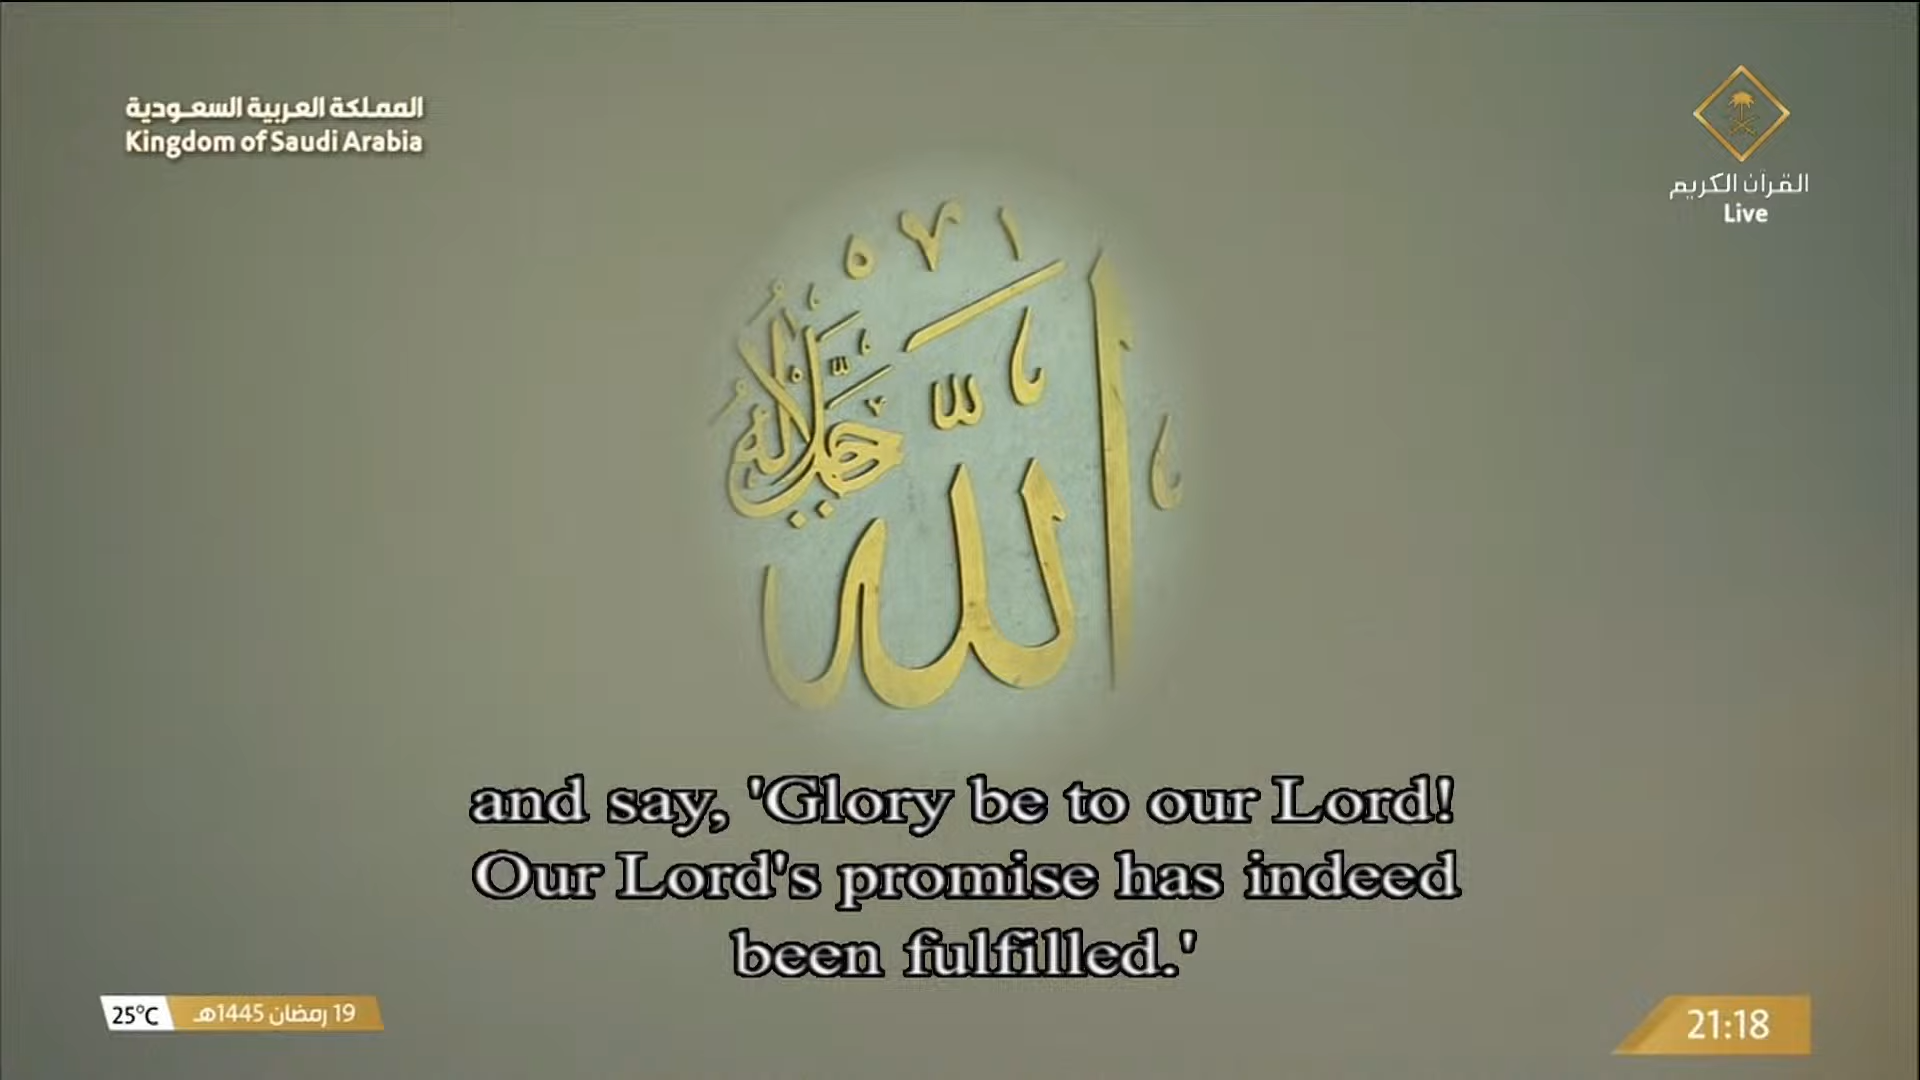 المملكة العربية السعودية
Kingdom of Saudi Arabia
القرآن الكريم
Live
الله
جل جلاله
and say, 'Glory be to our Lord!
Our Lord's promise has indeed
been fulfilled.'
25°C
19 رمضان 1445هـ
21:18